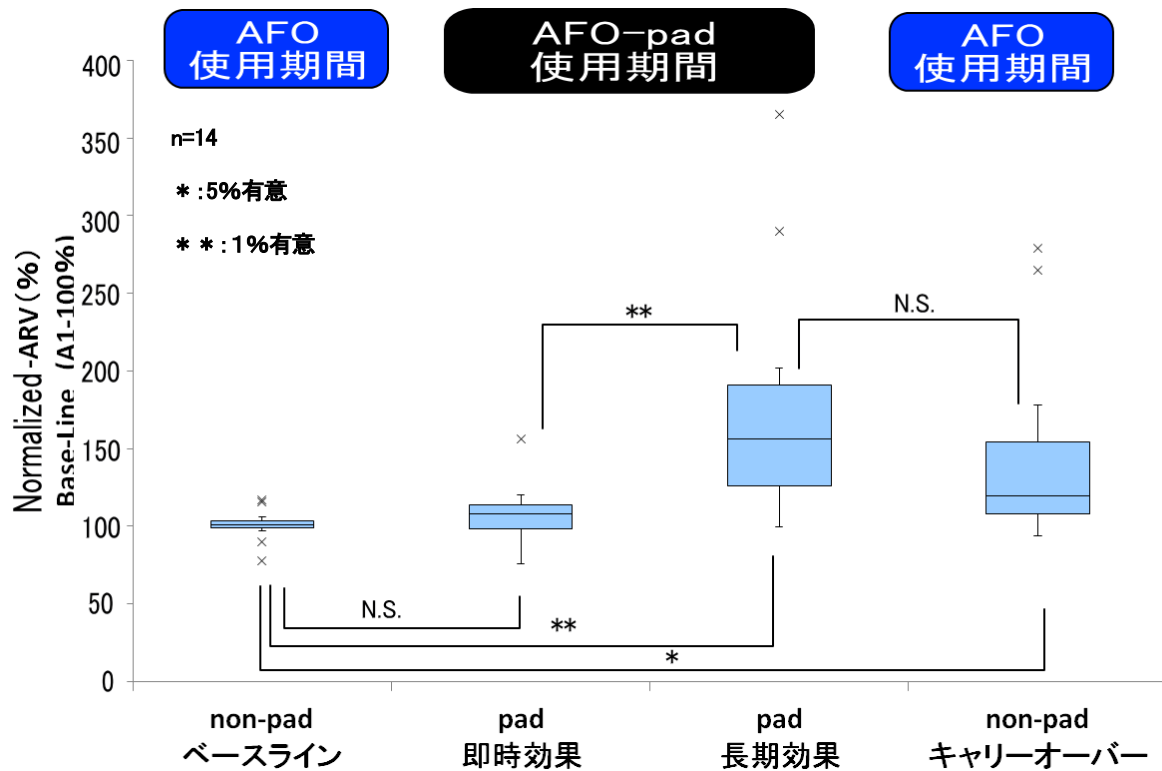 AFO
使用期間
AFO-pad
使用期間
AFO
使用期間
400
350
300
250
200
150
100
50
0
n=14
*:5%有意
**:1%有意
Normalized-ARV(%)
Base-Line (A1-100%)
**
N.S.
N.S.
**
*
non-pad
ベースライン
pad
即時効果
pad
長期効果
non-pad
キャリーオーバー